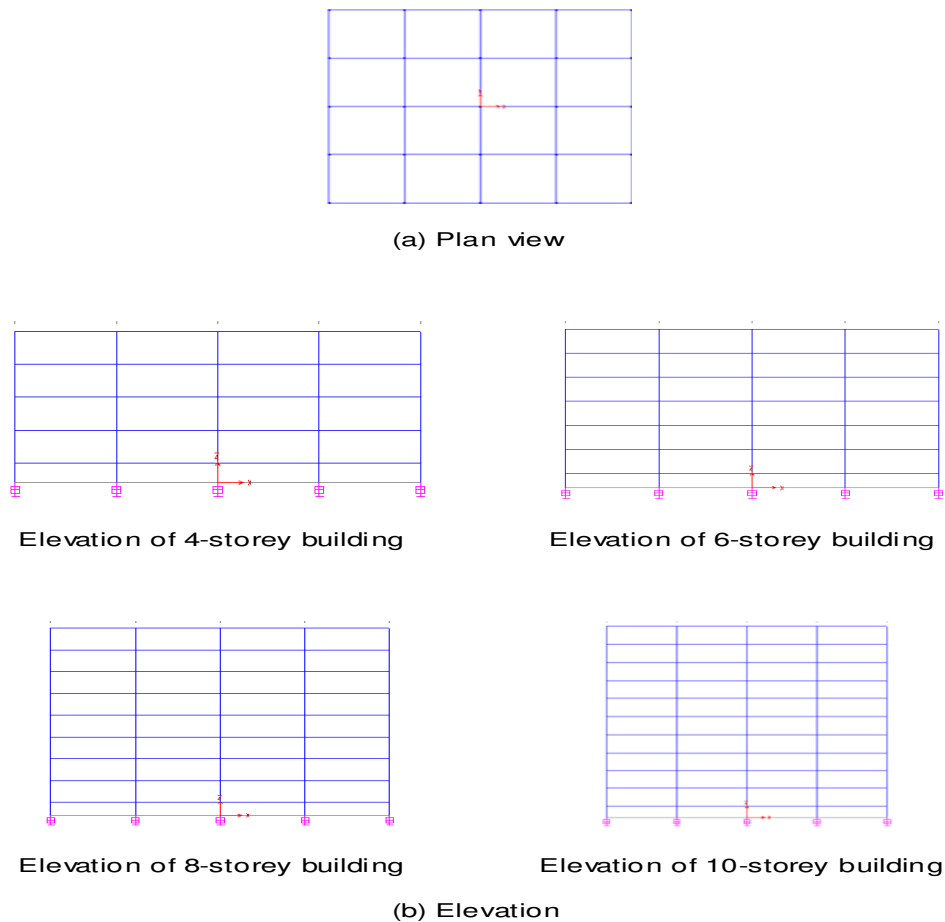 (a) Plan view
Elevation of 4-storey building
Elevation of 6-storey building
Elevation of 8-storey building
Elevation of 10-storey building
(b) Elevation